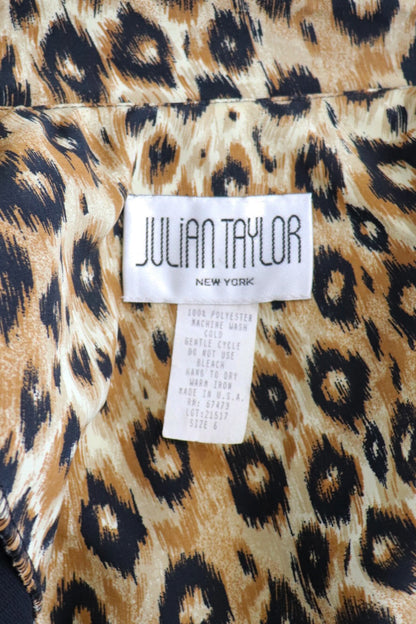 JULiAN TAYLOR
NEW YORK
100% POLYESTER
MACHINE WASH
COLD
GENTLE CYCLE
DO NOT USE
BLEACH
HANG TO DRY
WARM IRON
MADE IN U.S.A.
RN: 67473
LOT:21517
SIZE 6